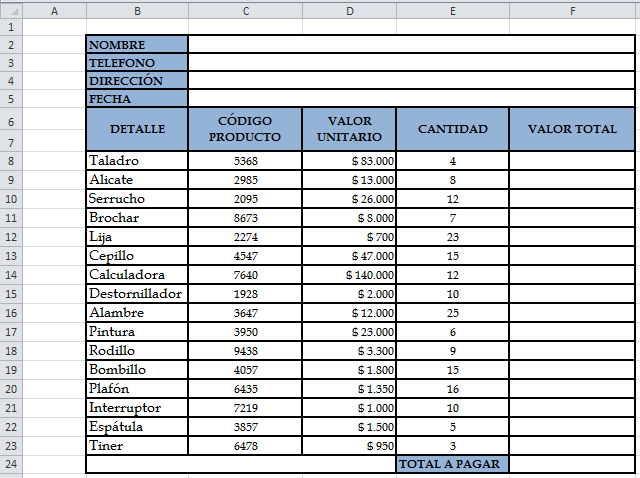 A B C D E F
1
2 NOMBRE
3 TELEFONO
4 DIRECCIÓN
5 FECHA
6 7 DETALLE CÓDIGO PRODUCTO VALOR UNITARIO CANTIDAD VALOR TOTAL
8 Taladro 5368 $ 83.000 4
9 Alicate 2985 $ 13.000 8
10 Serrucho 2095 $ 26.000 12
11 Brochar 8673 $ 8.000 7
12 Lija 2274 $ 700 23
13 Cepillo 4547 $ 47.000 15
14 Calculadora 7640 $ 140.000 12
15 Destornillador 1928 $ 2.000 10
16 Alambre 3647 $ 12.000 25
17 Pintura 3950 $ 23.000 6
18 Rodillo 9438 $ 3.300 9
19 Bombillo 4057 $ 1.800 15
20 Plafón 6435 $ 1.350 16
21 Interruptor 7219 $ 1.000 10
22 Espátula 3857 $ 1.500 5
23 Tiner 6478 $ 950 3
24 TOTAL A PAGAR